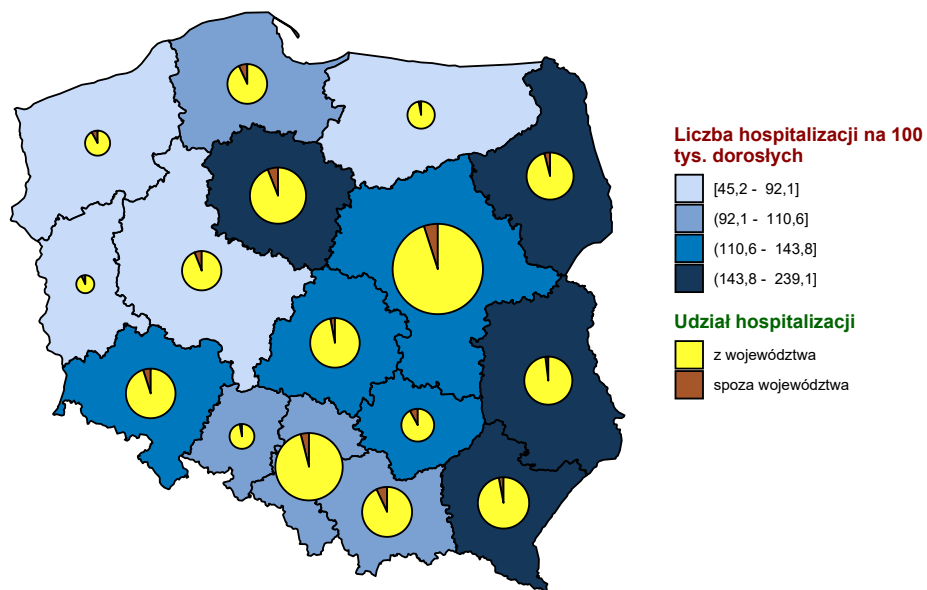 Liczba hospitalizacji na 100
tys. dorosłych
[45,2 - 92,1]
(92,1 - 110,6]
(110,6 - 143,8]
(143,8 - 239,1]
Udział hospitalizacji
z województwa
spoza województwa